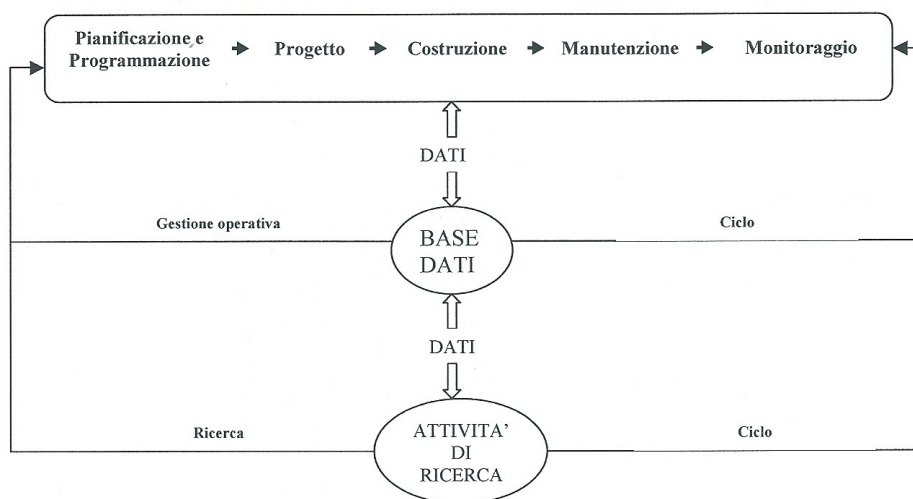 Pianificazione e
Programmazione
Progetto
Costruzione
Manutenzione
Monitoraggio
DATI
Gestione operativa
Ciclo
BASE
DATI
DATI
Ricerca
Ciclo
ATTIVITA'
DI
RICERCA